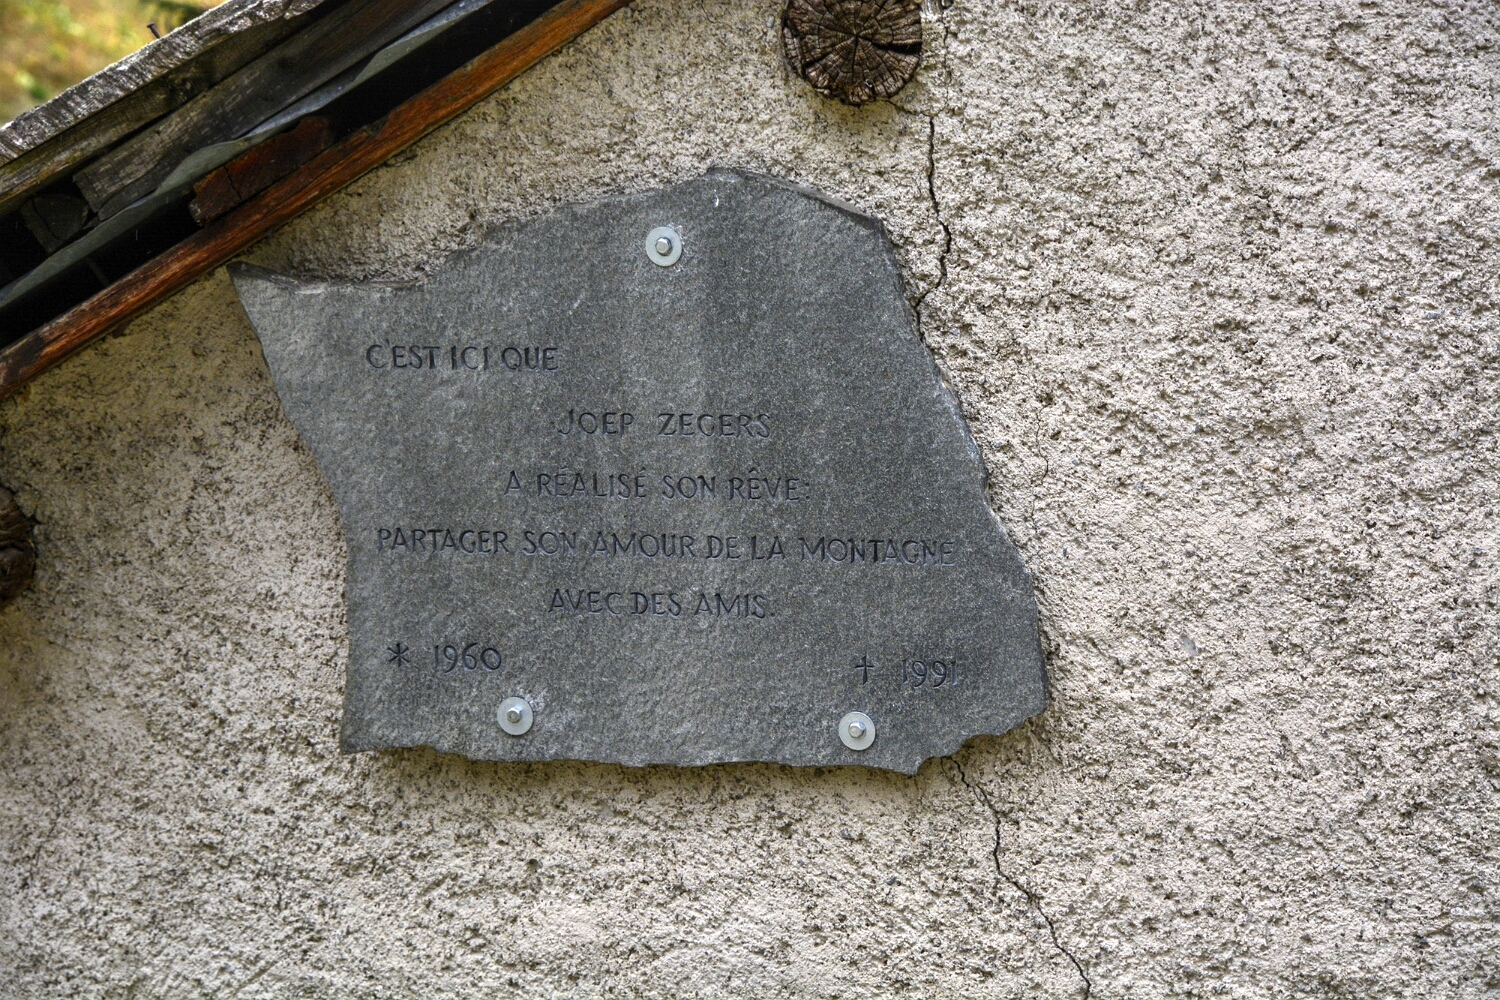 C'EST ICI QUE
JOEP ZEGERS
A RÉALISÉ SON RÊVE:
PARTAGER SON AMOUR DE LA MONTAGNE
AVEC DES AMIS.
* 1960 † 1991